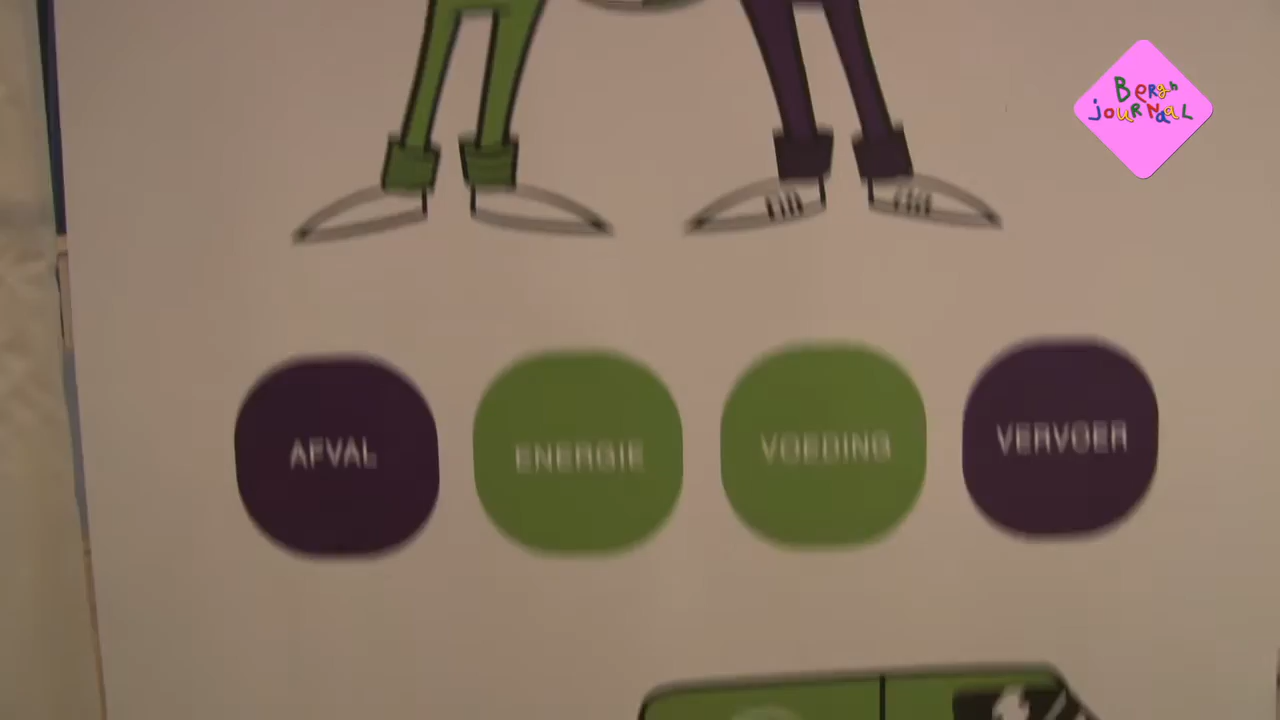 Bergh
JOURNaaL
AFVAL
ENERGIE
VOEDING
VERVOER